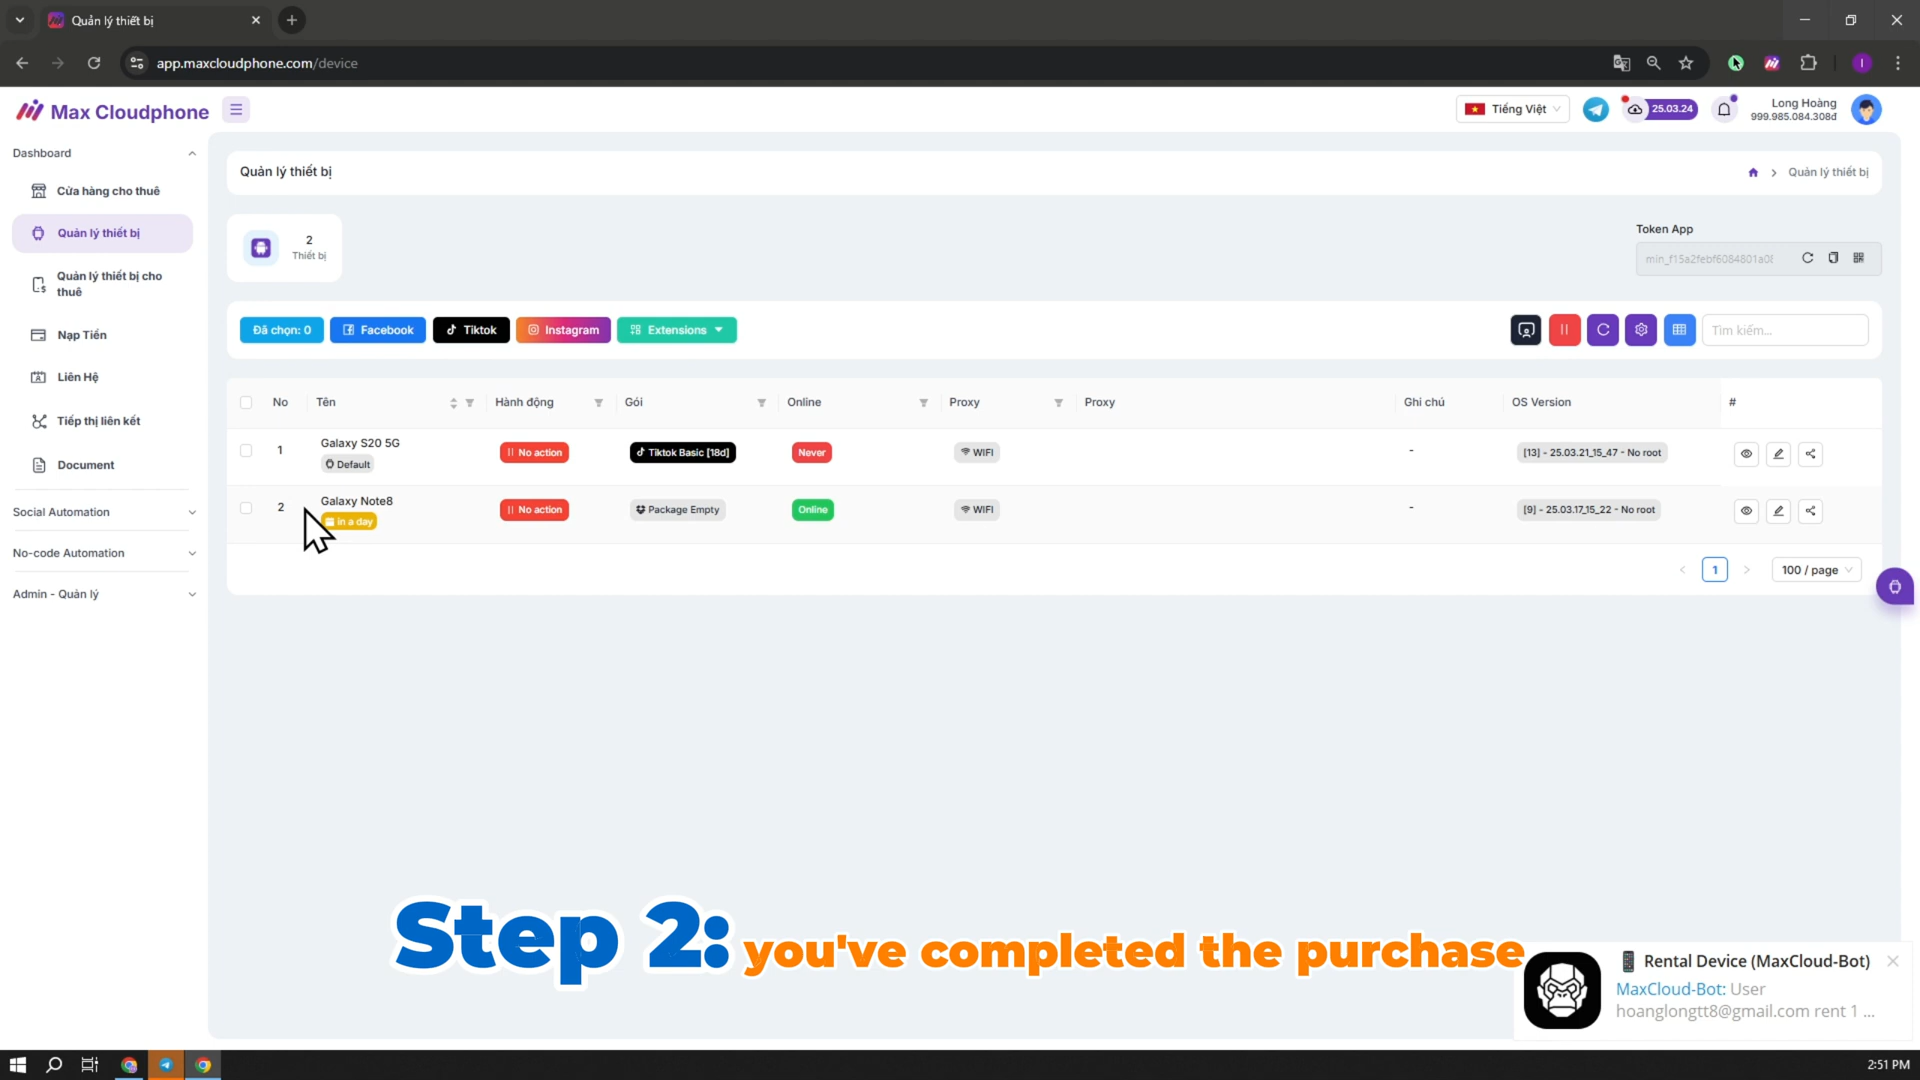 Quản lý thiết bị
app.maxcloudphone.com/device
I
Max Cloudphone
Tiếng Việt
25.03.24
Long Hoàng
999.985.084.308đ
Dashboard
Cửa hàng cho thuê
Quản lý thiết bị
Quản lý thiết bị cho
thuê
Nạp Tiền
Liên Hệ
Tiếp thị liên kết
Document
Social Automation
No-code Automation
Admin - Quản lý
Quản lý thiết bị
Quản lý thiết bị
2
Thiết bị
Token App
Đã chọn: 0
Facebook
Tiktok
Instagram
Extensions
Tìm kiếm...
No
Tên
Hành động
Gói
Online
Proxy
Proxy
Ghi chú
OS Version
#
1
Galaxy S20 5G
Default
No action
Tiktok Basic [18d]
Never
WIFI
-
[13] - 25.03.21_15_47 - No root
2
Galaxy Note8
in a day
No action
Package Empty
Online
WIFI
-
[9] - 25.03.17_15_22 - No root
1
100 / page
Step 2: you've completed the purchase
Rental Device (MaxCloud-Bot)
MaxCloud-Bot: User
hoanglongtt8@gmail.com rent 1 ...
2:51 PM